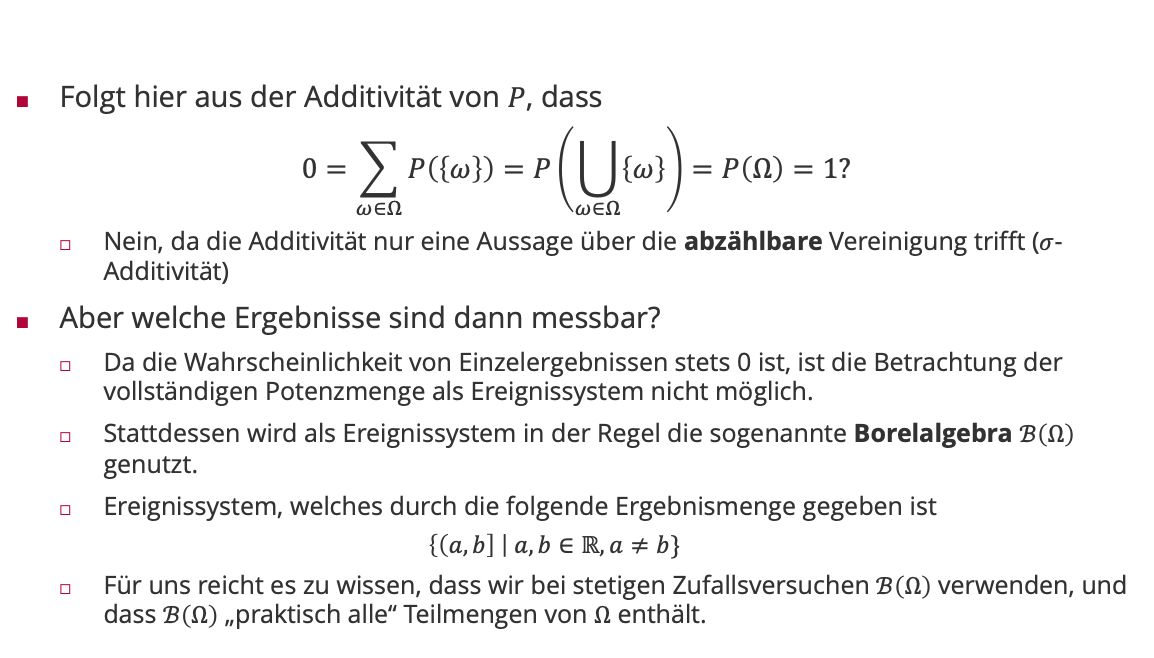 Folgt hier aus der Additivität von P, dass
0 = ∑_{ω∈Ω} P({ω}) = P(⋃_{ω∈Ω} {ω}) = P(Ω) = 1?
Nein, da die Additivität nur eine Aussage über die abzählbare Vereinigung trifft (σ-
Additivität)
Aber welche Ergebnisse sind dann messbar?
Da die Wahrscheinlichkeit von Einzelergebnissen stets 0 ist, ist die Betrachtung der
vollständigen Potenzmenge als Ereignissystem nicht möglich.
Stattdessen wird als Ereignissystem in der Regel die sogenannte Borelalgebra ℬ(Ω)
genutzt.
Ereignissystem, welches durch die folgende Ergebnismenge gegeben ist
{(a, b] | a, b ∈ ℝ, a ≠ b}
Für uns reicht es zu wissen, dass wir bei stetigen Zufallsversuchen ℬ(Ω) verwenden, und
dass ℬ(Ω) „praktisch alle“ Teilmengen von Ω enthält.